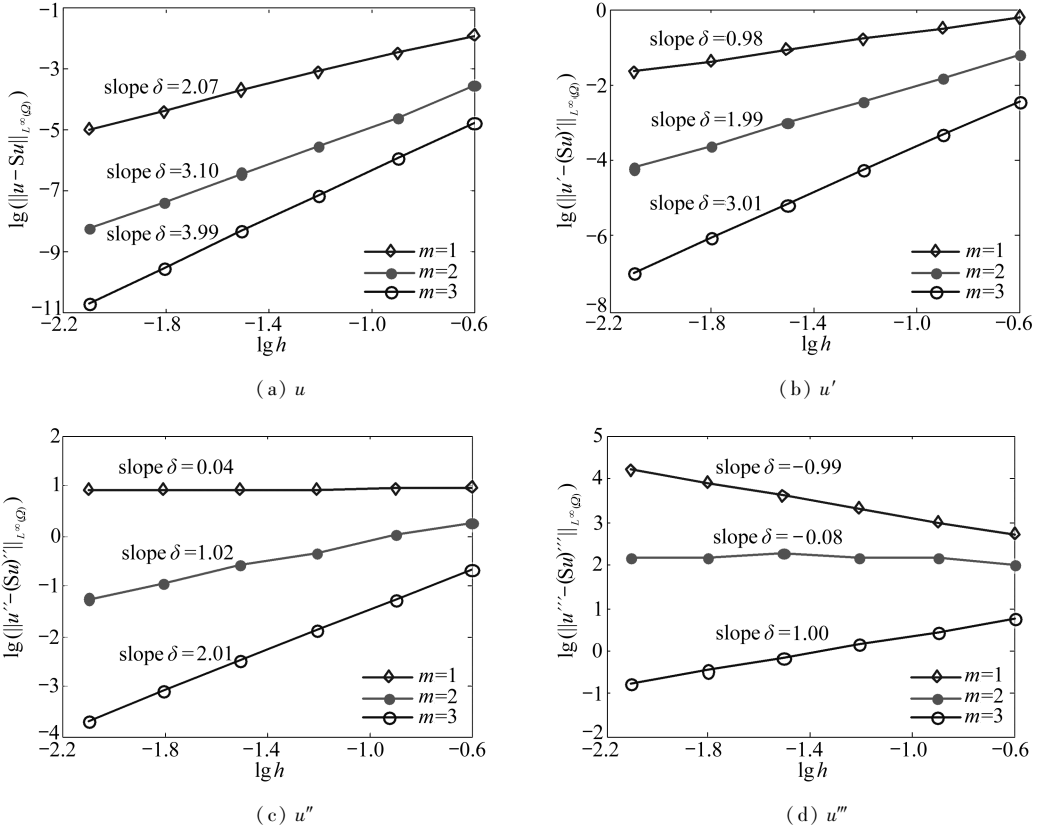 lg(||u−Su||_{L^∞(Ω)})
−1
−3
−5
−7
−9
−11
slope δ=2.07
slope δ=3.10
slope δ=3.99
m=1
m=2
m=3
−2.2 −1.8 −1.4 −1.0 −0.6
lg h
(a) u
lg(||u′−(Su)′||_{L^∞(Ω)})
0
−2
−4
−6
−8
slope δ=0.98
slope δ=1.99
slope δ=3.01
m=1
m=2
m=3
−2.2 −1.8 −1.4 −1.0 −0.6
lg h
(b) u′
lg(||u″−(Su)″||_{L^∞(Ω)})
2
1
0
−1
−2
−3
−4
slope δ=0.04
slope δ=1.02
slope δ=2.01
m=1
m=2
m=3
−2.2 −1.8 −1.4 −1.0 −0.6
lg h
(c) u″
lg(||u‴−(Su)‴||_{L^∞(Ω)})
5
4
3
2
1
0
−1
−2
slope δ=−0.99
slope δ=−0.08
slope δ=1.00
m=1
m=2
m=3
−2.2 −1.8 −1.4 −1.0 −0.6
lg h
(d) u‴